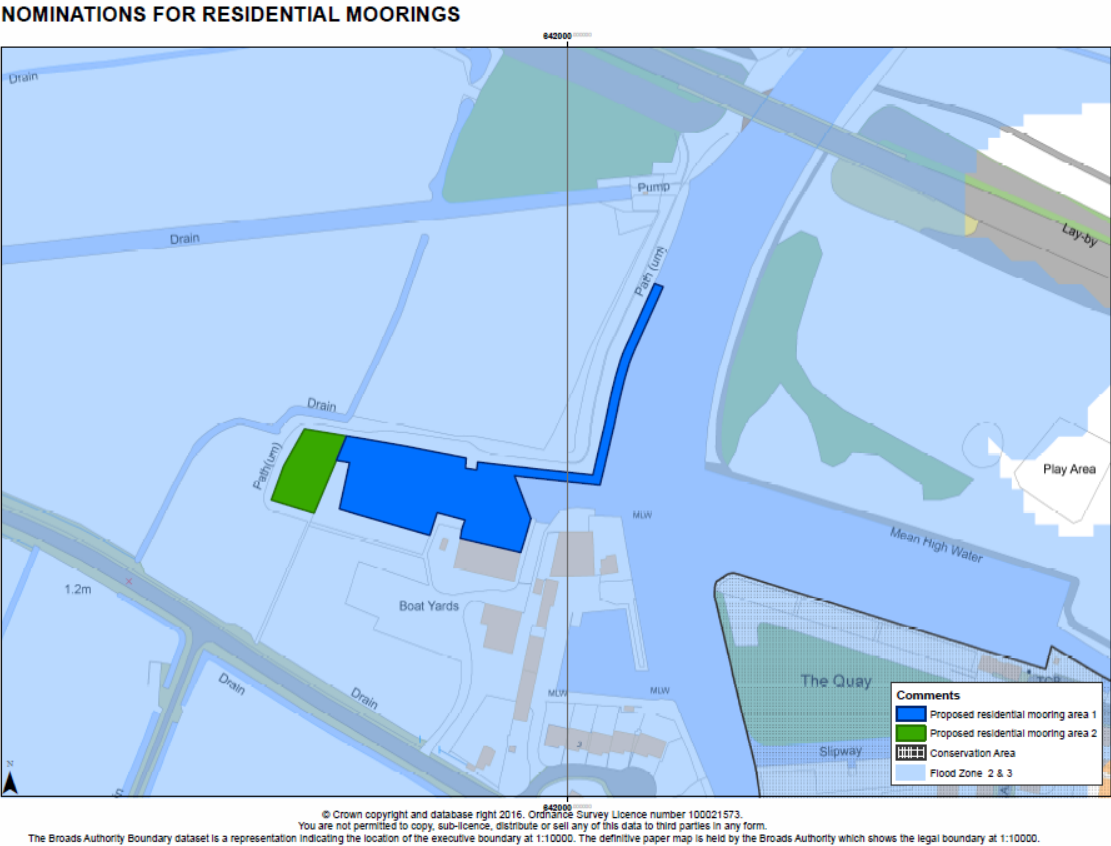 NOMINATIONS FOR RESIDENTIAL MOORINGS
642000
Drain
Pump
Drain
Lay-by
Path (um)
Drain
Path(um)
Play Area
MLW
Mean High Water
1.2m
Boat Yards
The Quay
Drain
Drain
MLW
MLW
Slipway
Comments
Proposed residential mooring area 1
Proposed residential mooring area 2
Conservation Area
Flood Zone 2 & 3
N
642000
© Crown copyright and database right 2016. Ordnance Survey Licence number 100021573.
You are not permitted to copy, sub-licence, distribute or sell any of this data to third parties in any form.
The Broads Authority Boundary dataset is a representation indicating the location of the executive boundary at 1:10000. The definitive paper map is held by the Broads Authority which shows the legal boundary at 1:10000.